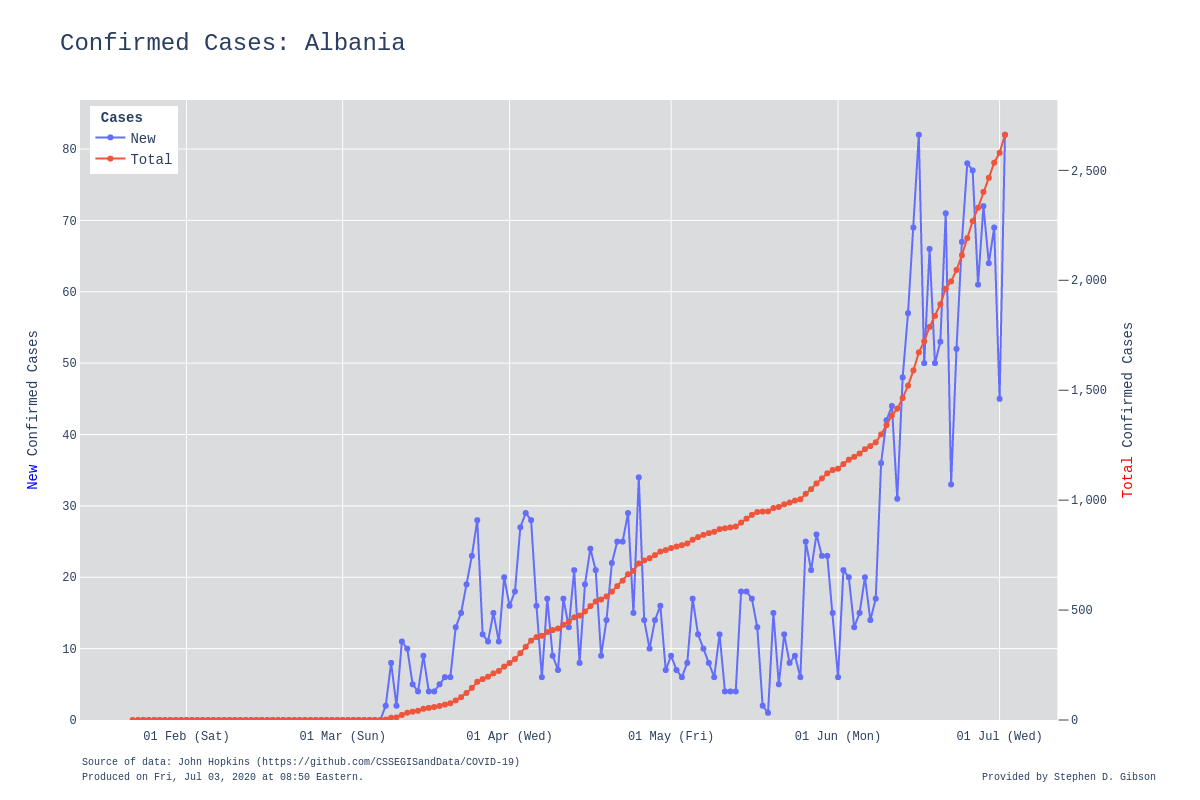 Confirmed Cases: Albania
Cases
New
Total
80
70
60
50
40
30
20
10
0
2,500
2,000
1,500
1,000
500
0
New Confirmed Cases
Total Confirmed Cases
01 Feb (Sat)
01 Mar (Sun)
01 Apr (Wed)
01 May (Fri)
01 Jun (Mon)
01 Jul (Wed)
Source of data: John Hopkins (https://github.com/CSSEGISandData/COVID-19)
Produced on Fri, Jul 03, 2020 at 08:50 Eastern.
Provided by Stephen D. Gibson